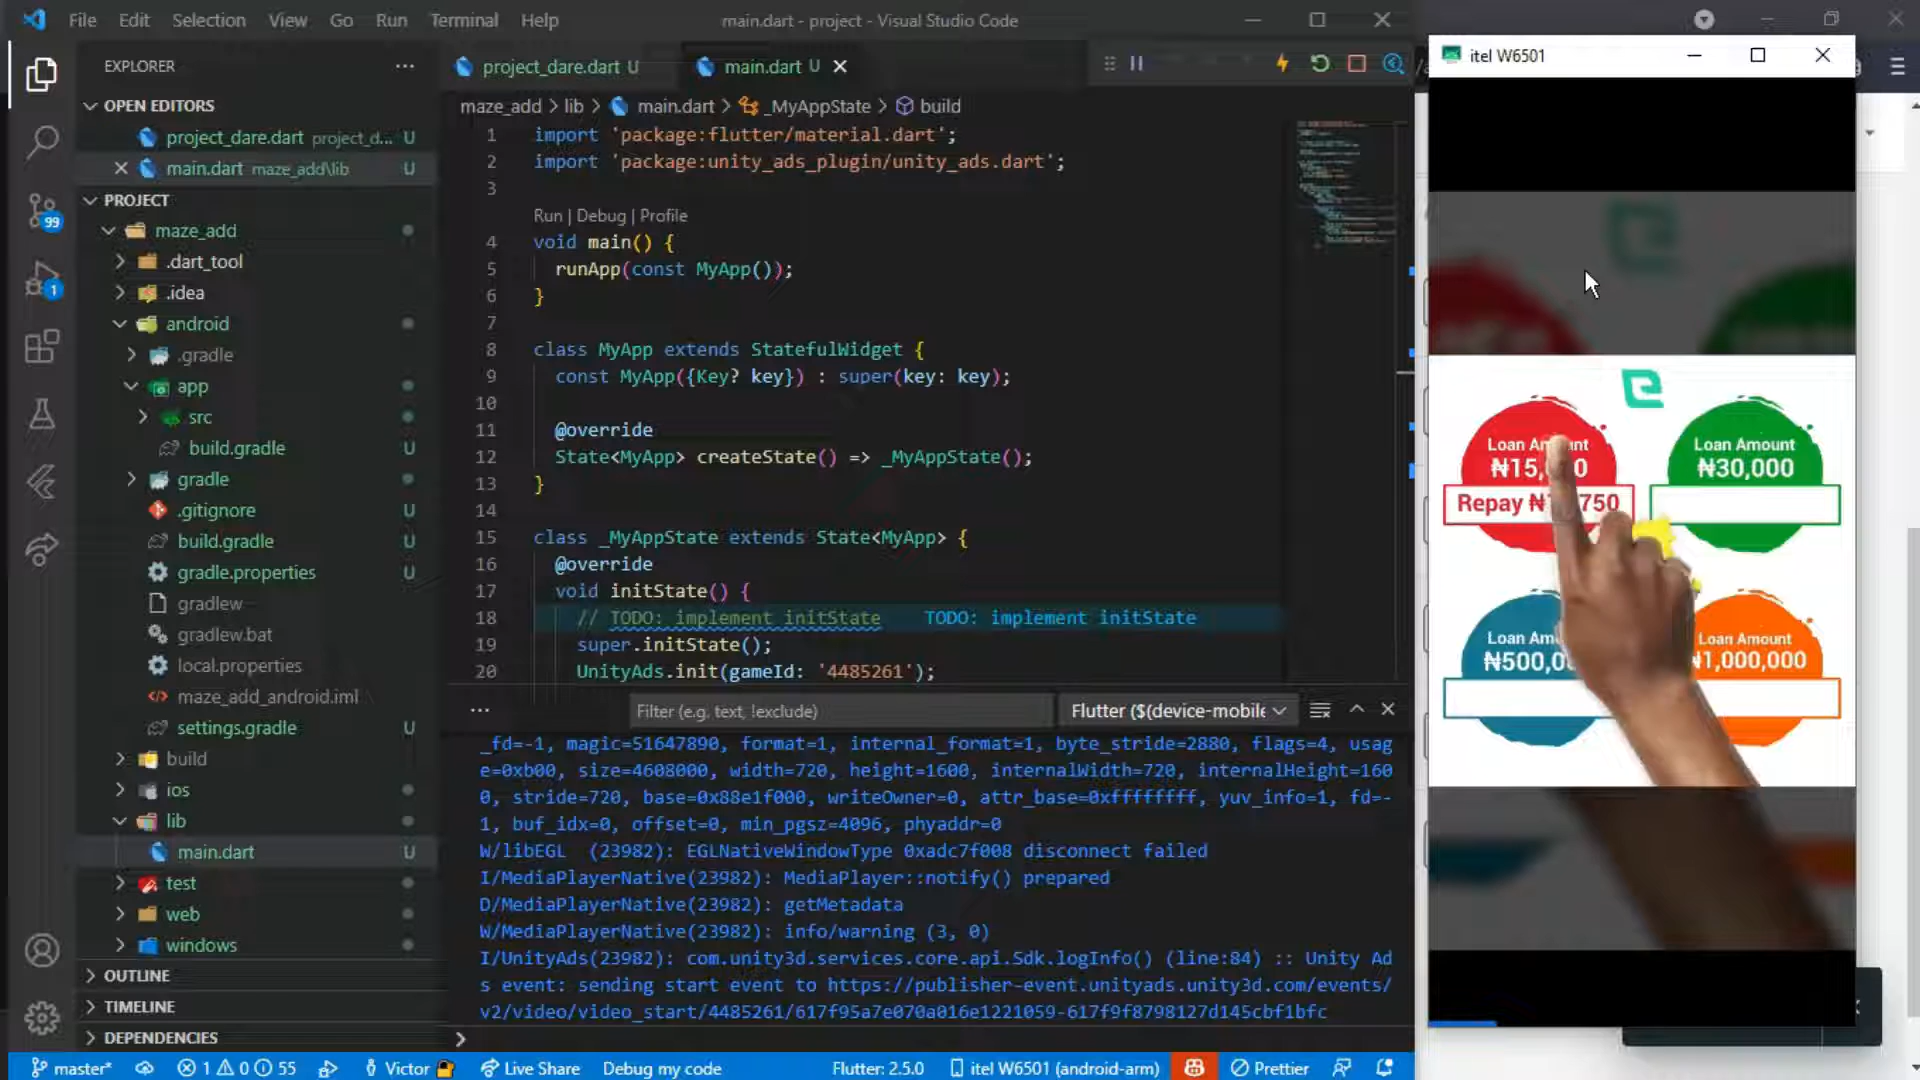 File Edit Selection View Go Run Terminal Help
main.dart - project - Visual Studio Code
EXPLORER
OPEN EDITORS
project_dare.dart project_d... U
main.dart maze_add\lib U
PROJECT
maze_add
.dart_tool
.idea
android
.gradle
app
src
build.gradle U
gradle
.gitignore U
build.gradle U
gradle.properties U
gradlew
gradlew.bat
local.properties
maze_add_android.iml
settings.gradle U
build
ios
lib
main.dart U
test
web
windows
OUTLINE
TIMELINE
DEPENDENCIES
99
1
project_dare.dart U
main.dart U
maze_add > lib > main.dart > _MyAppState > build
1 import 'package:flutter/material.dart';
2 import 'package:unity_ads_plugin/unity_ads.dart';
3
Run | Debug | Profile
4 void main() {
5 runApp(const MyApp());
6 }
7
8 class MyApp extends StatefulWidget {
9 const MyApp({Key? key}) : super(key: key);
10
11 @override
12 State<MyApp> createState() => _MyAppState();
13 }
14
15 class _MyAppState extends State<MyApp> {
16 @override
17 void initState() {
18 // TODO: implement initState TODO: implement initState
19 super.initState();
20 UnityAds.init(gameId: '4485261');
Filter (e.g. text, !exclude)
Flutter ($(device-mobile
_fd=-1, magic=51647890, format=1, internal_format=1, byte_stride=2880, flags=4, usag
e=0xb00, size=4608000, width=720, height=1600, internalWidth=720, internalHeight=160
0, stride=720, base=0x88e1f000, writeOwner=0, attr_base=0xffffffff, yuv_info=1, fd=-
1, buf_idx=0, offset=0, min_pgsz=4096, phyaddr=0
W/libEGL (23982): EGLNativeWindowType 0xadc7f008 disconnect failed
I/MediaPlayerNative(23982): MediaPlayer::notify() prepared
D/MediaPlayerNative(23982): getMetadata
W/MediaPlayerNative(23982): info/warning (3, 0)
I/UnityAds(23982): com.unity3d.services.core.api.Sdk.logInfo() (line:84) :: Unity Ad
s event: sending start event to https://publisher-event.unityads.unity3d.com/events/
v2/video/video_start/4485261/617f95a7e070a016e1221059-617f9f8798127d145cbf1bfc
master* 1 0 55 Victor Live Share Debug my code Flutter: 2.5.0 itel W6501 (android-arm) Prettier
itel W6501
Loan Amount
₦30,000
Repay
Loan Amount
₦1,000,000